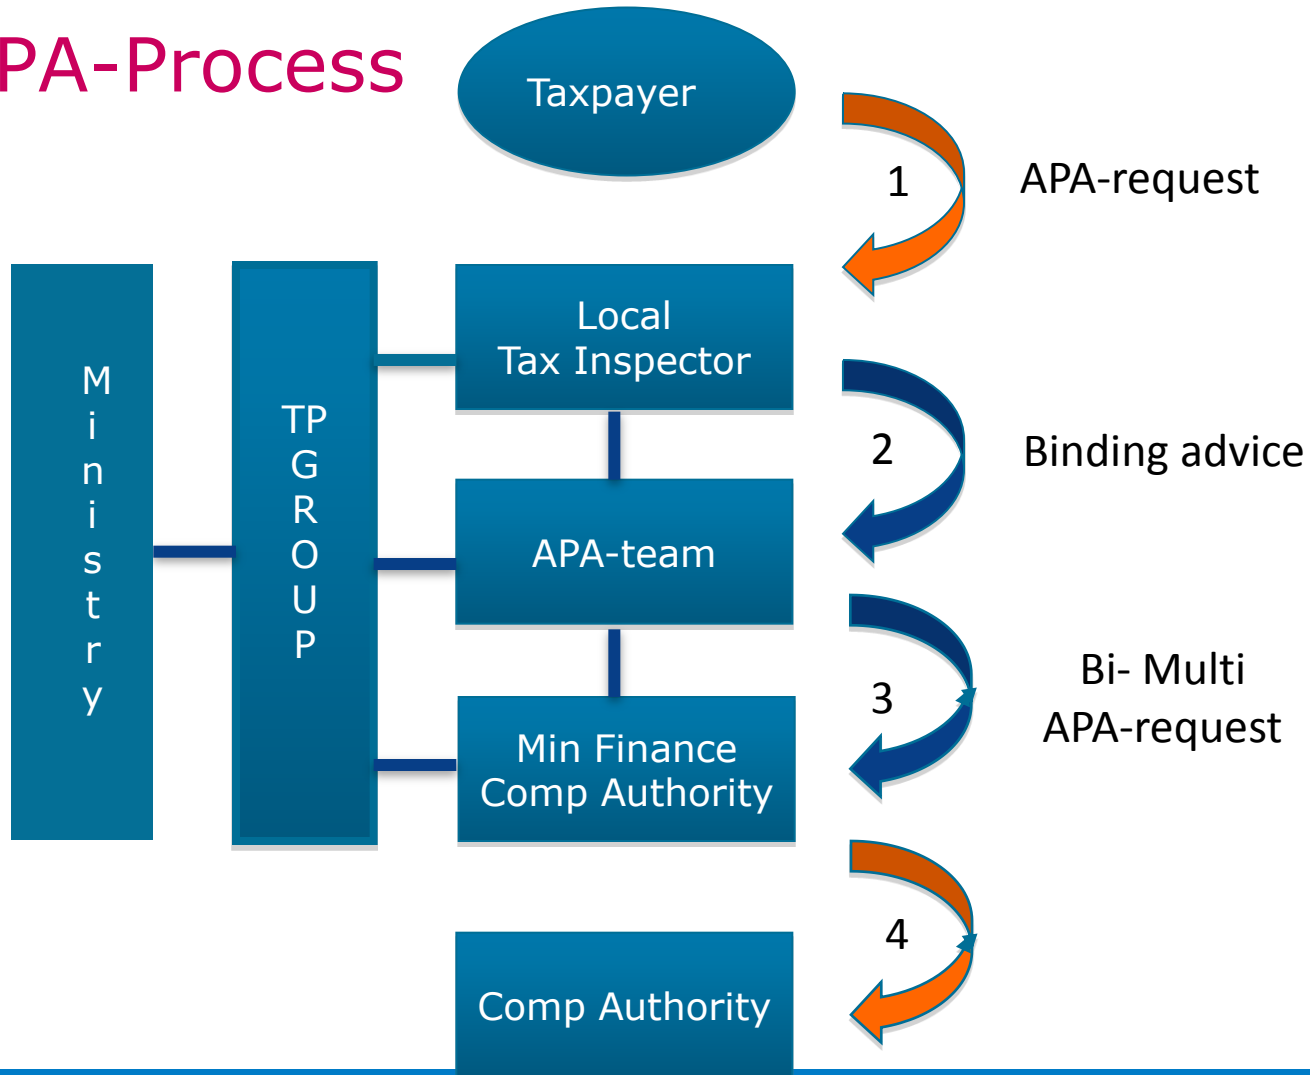 PA-Process
Taxpayer
1
APA-request
Local
Tax Inspector
2
Binding advice
M
i
n
i
s
t
r
y
TP
G
R
O
U
P
APA-team
3
Bi- Multi
APA-request
Min Finance
Comp Authority
4
Comp Authority